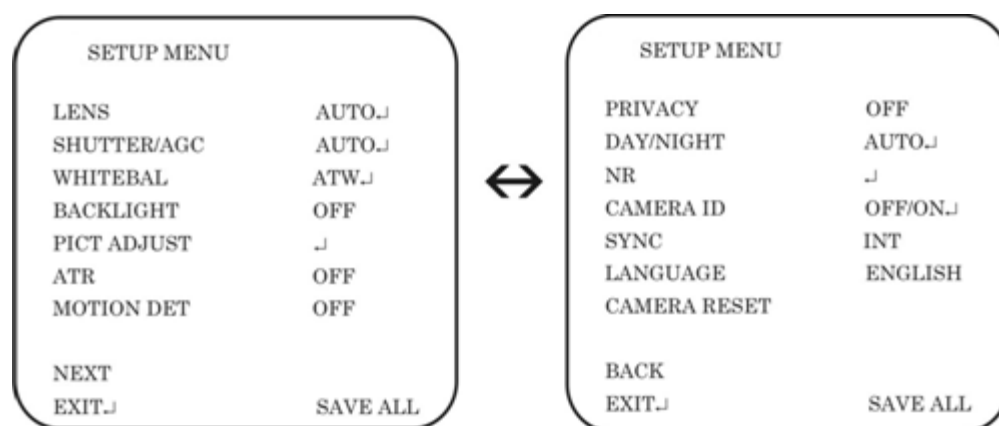 SETUP MENU
LENS AUTO↵
SHUTTER/AGC AUTO↵
WHITEBAL ATW↵
BACKLIGHT OFF
PICT ADJUST ↵
ATR OFF
MOTION DET OFF
NEXT
EXIT↵ SAVE ALL
SETUP MENU
PRIVACY OFF
DAY/NIGHT AUTO↵
NR ↵
CAMERA ID OFF/ON↵
SYNC INT
LANGUAGE ENGLISH
CAMERA RESET
BACK
EXIT↵ SAVE ALL